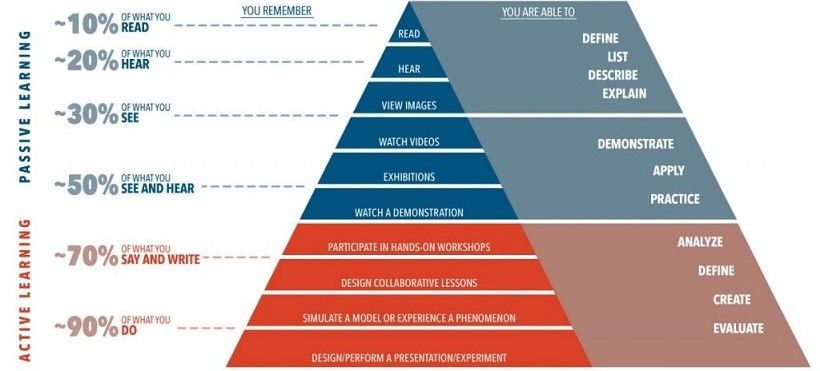 YOU REMEMBER
YOU ARE ABLE TO
PASSIVE LEARNING
~10% OF WHAT YOU READ
~20% OF WHAT YOU HEAR
~30% OF WHAT YOU SEE
~50% OF WHAT YOU SEE AND HEAR
ACTIVE LEARNING
~70% OF WHAT YOU SAY AND WRITE
~90% OF WHAT YOU DO
READ
HEAR
VIEW IMAGES
WATCH VIDEOS
EXHIBITIONS
WATCH A DEMONSTRATION
PARTICIPATE IN HANDS-ON WORKSHOPS
DESIGN COLLABORATIVE LESSONS
SIMULATE A MODEL OR EXPERIENCE A PHENOMENON
DESIGN/PERFORM A PRESENTATION/EXPERIMENT
DEFINE
LIST
DESCRIBE
EXPLAIN
DEMONSTRATE
APPLY
PRACTICE
ANALYZE
DEFINE
CREATE
EVALUATE